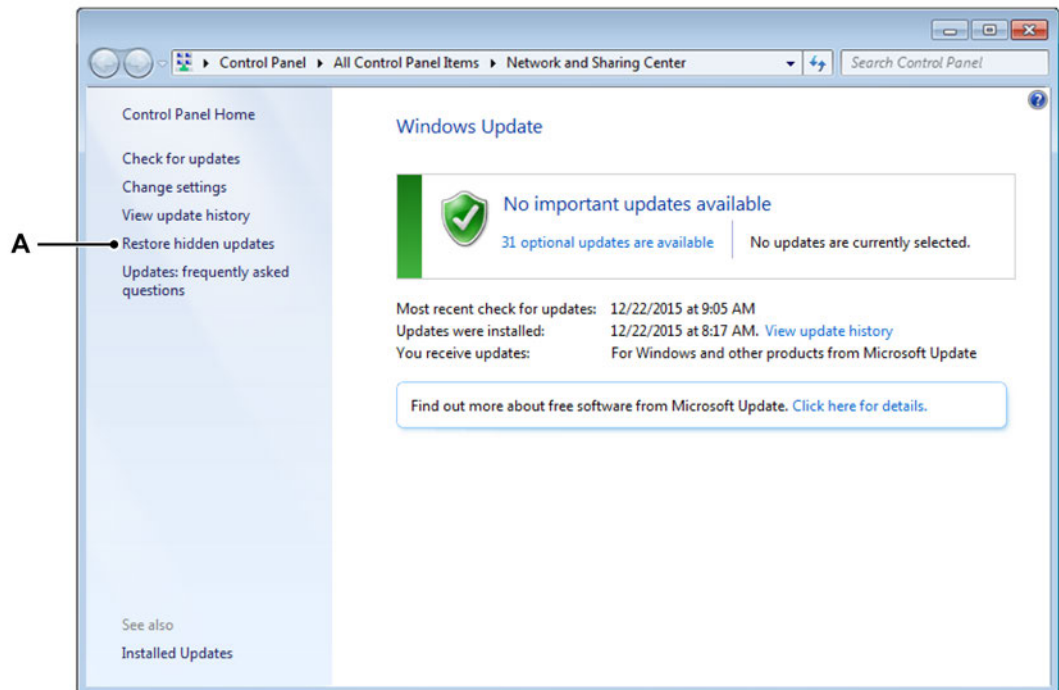 Control Panel ▸ All Control Panel Items ▸ Network and Sharing Center
Search Control Panel
Control Panel Home
Check for updates
Change settings
View update history
A
Restore hidden updates
Updates: frequently asked
questions
See also
Installed Updates
Windows Update
No important updates available
31 optional updates are available
No updates are currently selected.
Most recent check for updates: 12/22/2015 at 9:05 AM
Updates were installed: 12/22/2015 at 8:17 AM. View update history
You receive updates: For Windows and other products from Microsoft Update
Find out more about free software from Microsoft Update. Click here for details.